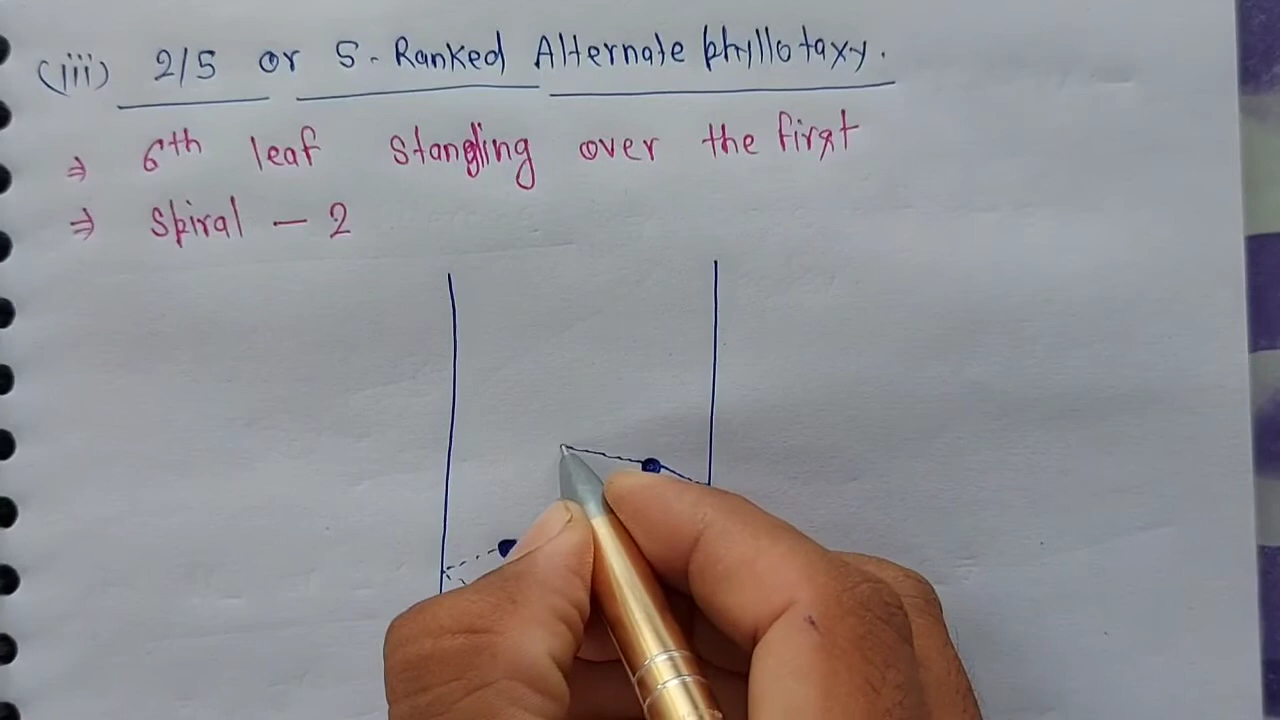 (iii) 2/5 or 5-Ranked Alternate phyllotaxy.
⇒ 6th leaf standing over the first
⇒ Spiral - 2